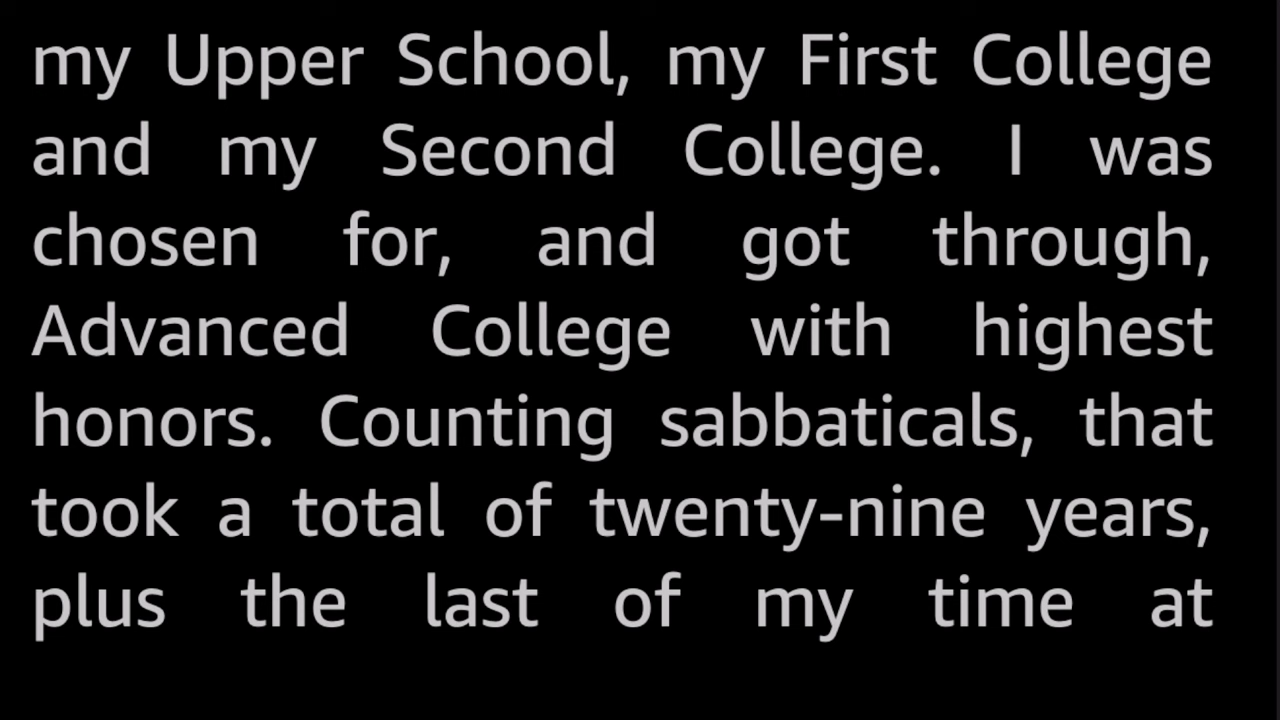 my Upper School, my First College
and my Second College. I was
chosen for, and got through,
Advanced College with highest
honors. Counting sabbaticals, that
took a total of twenty-nine years,
plus the last of my time at